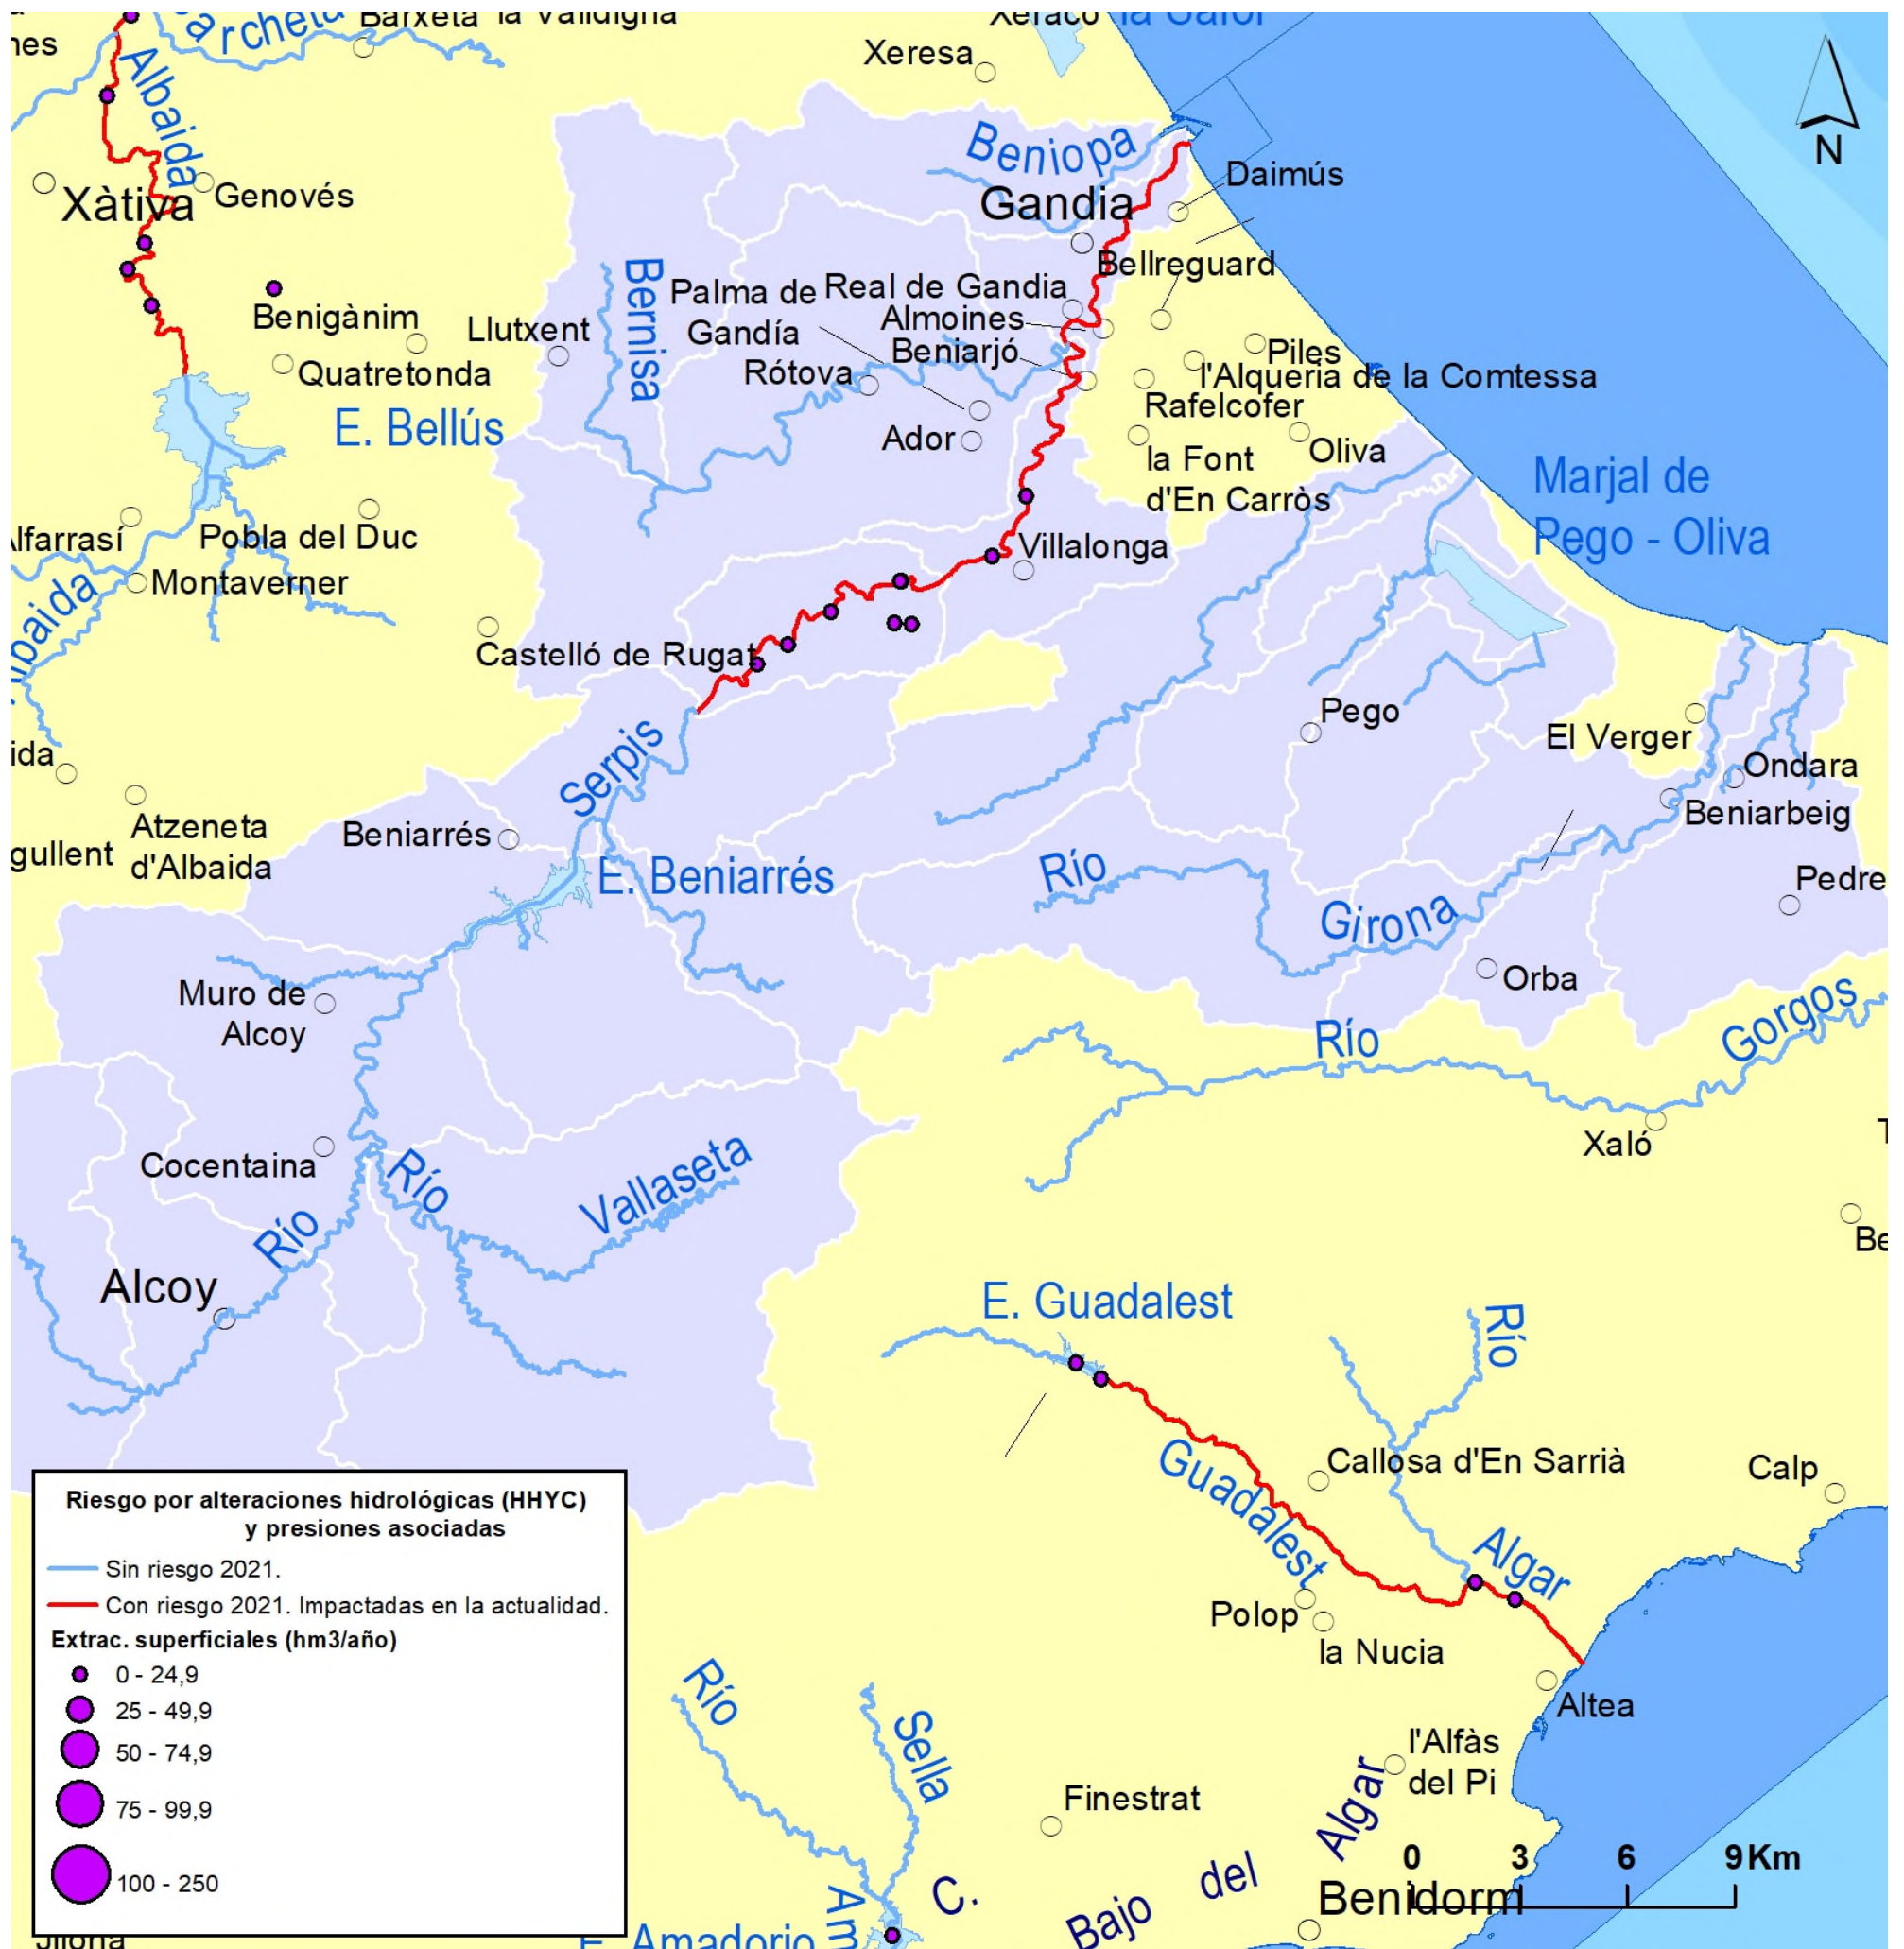 Barxeta
la Valldigna
Xeraco
la Safor
Xeresa
Albaida
Xàtiva
Genovés
Beniopa
Gandia
Daimús
N
Bellreguard
Benigànim
Quatretonda
Llutxent
Bernisa
Palma de
Gandía
Real de Gandia
Almoines
Beniarjó
Rótova
Ador
Piles
l'Alqueria de la Comtessa
Rafelcofer
Oliva
la Font
d'En Carròs
E. Bellús
Marjal de
Pego - Oliva
Pobla del Duc
Montaverner
Villalonga
Castelló de Rugat
Serpis
Pego
El Verger
Ondara
Beniarbeig
Atzeneta
d'Albaida
Beniarrés
E. Beniarrés
Río
Girona
Pedre
Orba
Muro de
Alcoy
Río
Gorgos
Xaló
Cocentaina
Río
Vallaseta
Río
Alcoy
Be
E. Guadalest
Río
Guadalest
Callosa d'En Sarrià
Calp
Algar
Polop
la Nucia
Altea
l'Alfàs
del Pi
Río
Sella
Finestrat
C.
Bajo
del
Algar
Benidorm
E. Amadorio
Am
0 3 6 9 Km
Riesgo por alteraciones hidrológicas (HHYC)
y presiones asociadas
Sin riesgo 2021.
Con riesgo 2021. Impactadas en la actualidad.
Extrac. superficiales (hm3/año)
0 - 24,9
25 - 49,9
50 - 74,9
75 - 99,9
100 - 250